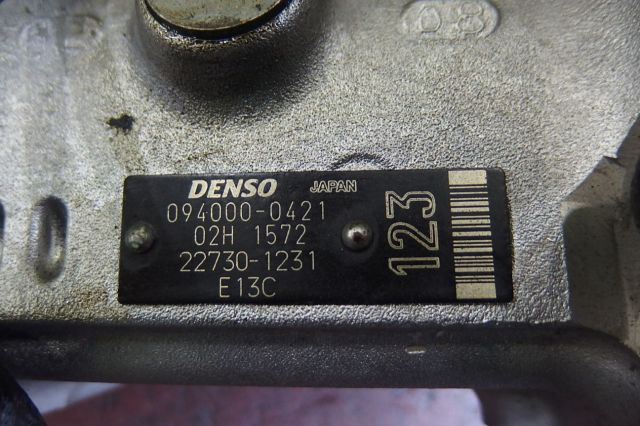 DENSO JAPAN
094000-0421
02H 1572
22730-1231
E13C
123